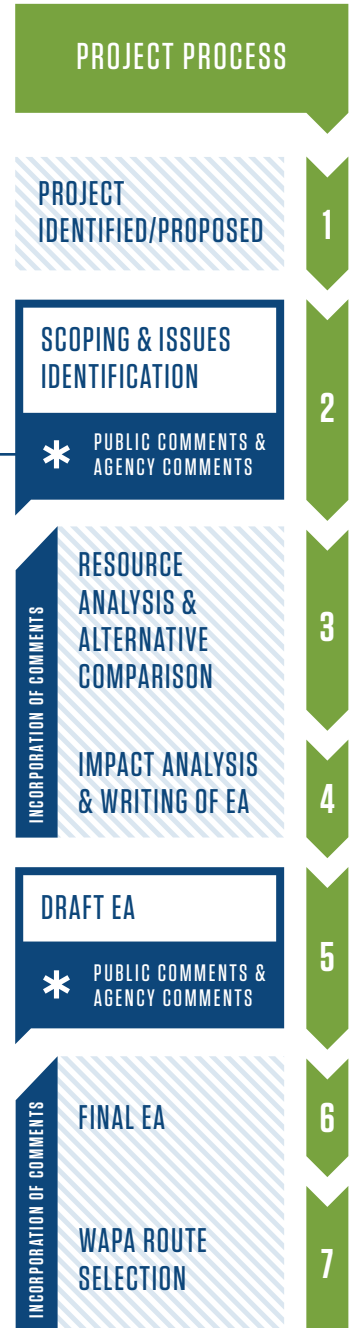 PROJECT PROCESS
PROJECT
IDENTIFIED/PROPOSED
1
SCOPING & ISSUES
IDENTIFICATION
* PUBLIC COMMENTS &
AGENCY COMMENTS
2
INCORPORATION OF COMMENTS
RESOURCE
ANALYSIS &
ALTERNATIVE
COMPARISON
3
IMPACT ANALYSIS
& WRITING OF EA
4
DRAFT EA
* PUBLIC COMMENTS &
AGENCY COMMENTS
5
INCORPORATION OF COMMENTS
FINAL EA
6
WAPA ROUTE
SELECTION
7